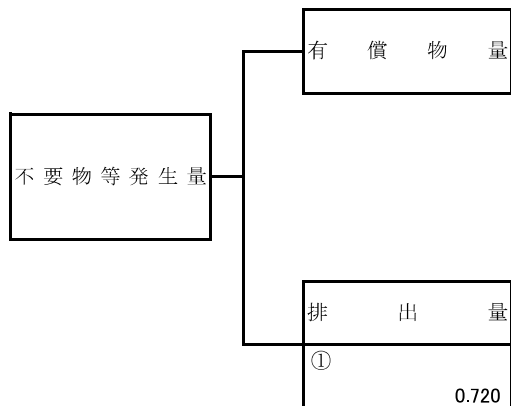 有償物量
不要物等発生量
排出量
①
0.720